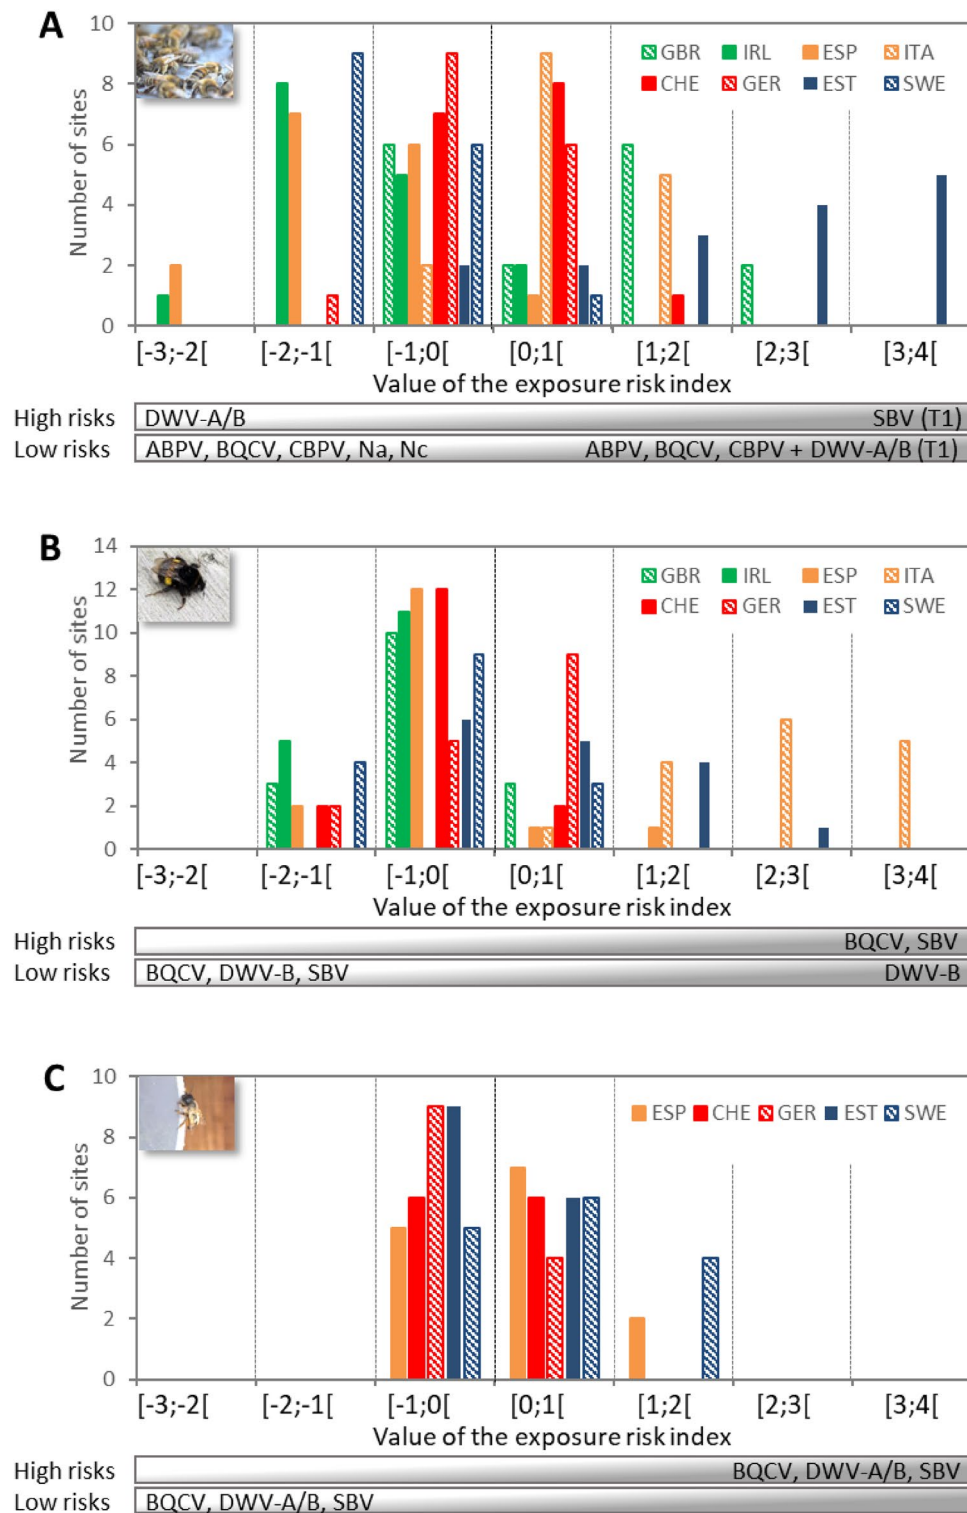 A
10
8
6
4
2
0
Number of sites
GBR IRL ESP ITA
CHE GER EST SWE
[-3;-2[ [-2;-1[ [-1;0[ [0;1[ [1;2[ [2;3[ [3;4[
Value of the exposure risk index
High risks DWV-A/B SBV (T1)
Low risks ABPV, BQCV, CBPV, Na, Nc ABPV, BQCV, CBPV + DWV-A/B (T1)
B
14
12
10
8
6
4
2
0
Number of sites
GBR IRL ESP ITA
CHE GER EST SWE
[-3;-2[ [-2;-1[ [-1;0[ [0;1[ [1;2[ [2;3[ [3;4[
Value of the exposure risk index
High risks BQCV, SBV
Low risks BQCV, DWV-B, SBV DWV-B
C
10
8
6
4
2
0
Number of sites
ESP CHE GER EST SWE
[-3;-2[ [-2;-1[ [-1;0[ [0;1[ [1;2[ [2;3[ [3;4[
Value of the exposure risk index
High risks BQCV, DWV-A/B, SBV
Low risks BQCV, DWV-A/B, SBV